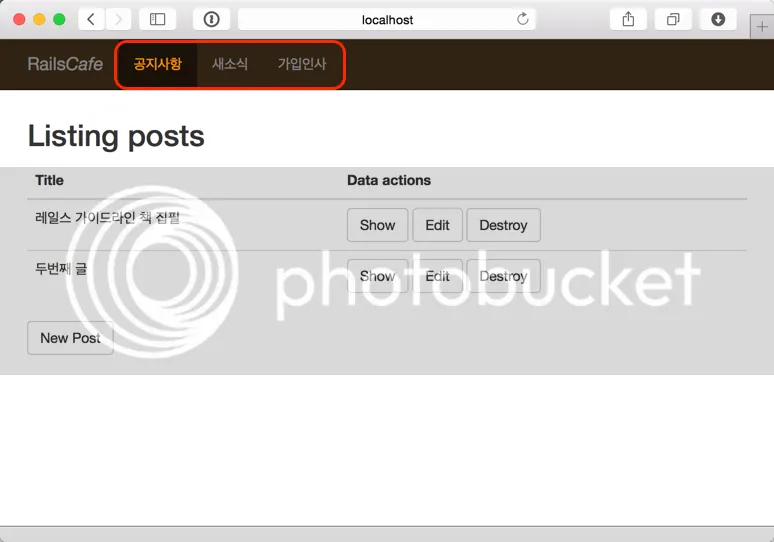 localhost
RailsCafe 공지사항 새소식 가입인사
Listing posts
Title Data actions
레일스 가이드라인 책 집필 Show Edit Destroy
두번째 글 Show Edit Destroy
photobucket
New Post